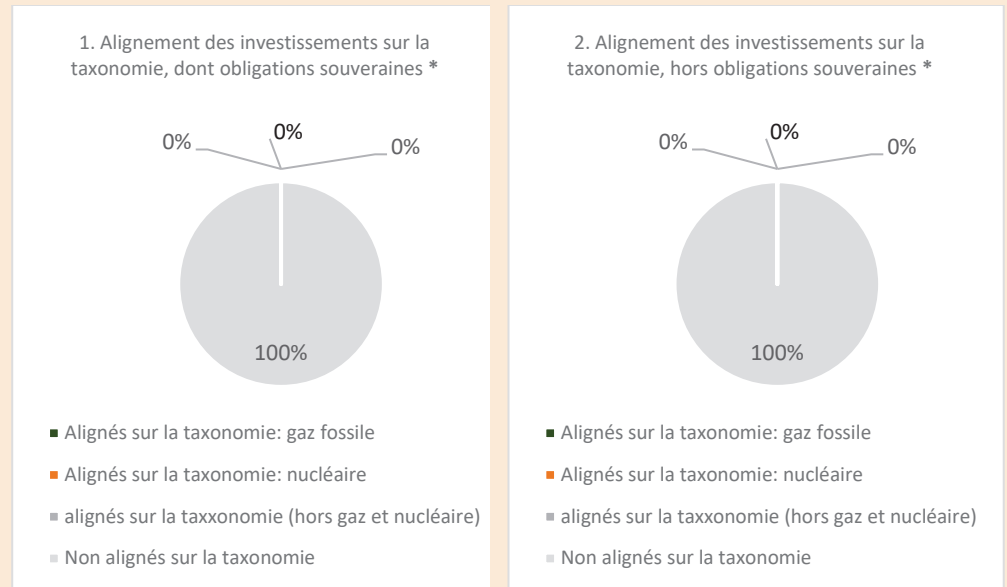 1. Alignement des investissements sur la
taxonomie, dont obligations souveraines *
0%
0%
0%
100%
■ Alignés sur la taxonomie: gaz fossile
■ Alignés sur la taxonomie: nucléaire
■ alignés sur la taxxonomie (hors gaz et nucléaire)
■ Non alignés sur la taxonomie
2. Alignement des investissements sur la
taxonomie, hors obligations souveraines *
0%
0%
0%
100%
■ Alignés sur la taxonomie: gaz fossile
■ Alignés sur la taxonomie: nucléaire
■ alignés sur la taxxonomie (hors gaz et nucléaire)
■ Non alignés sur la taxonomie